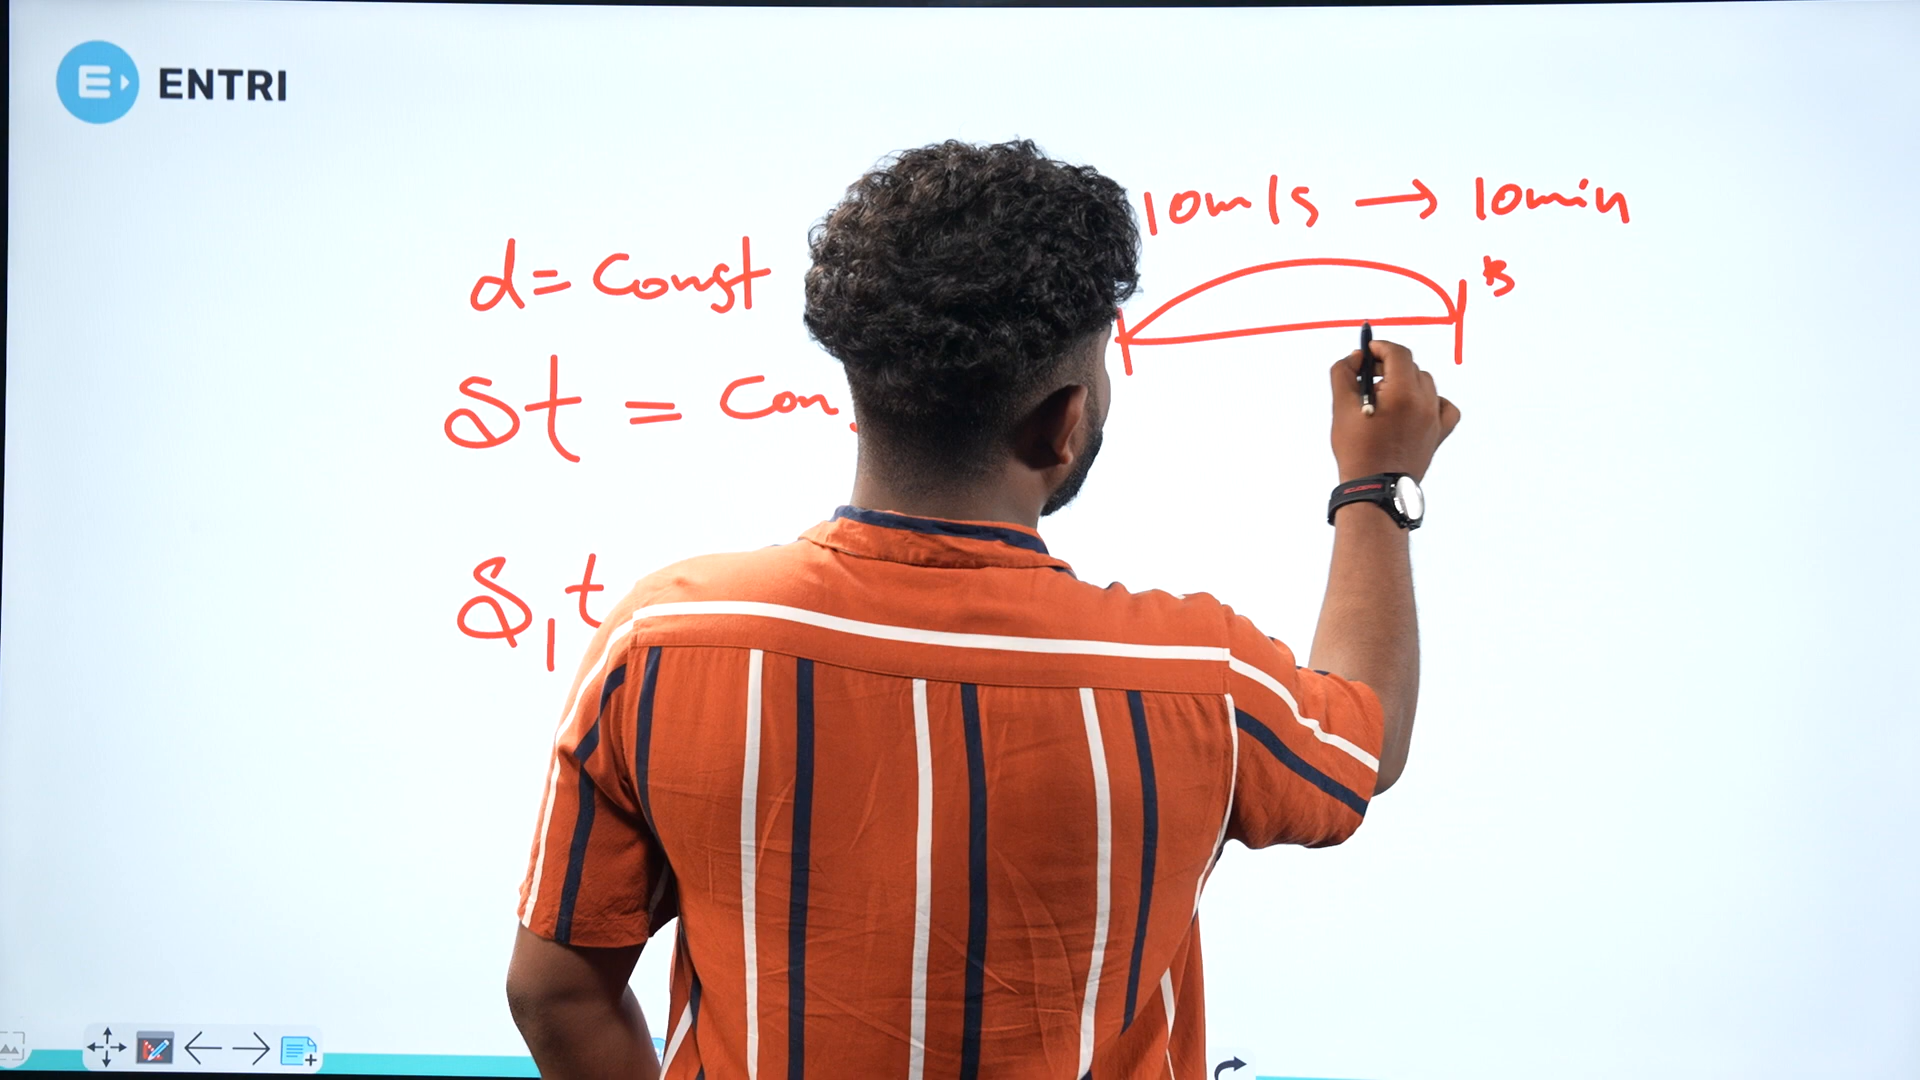 ENTRI
10m/s → 10min
d = Const
B
St = Con
S₁t